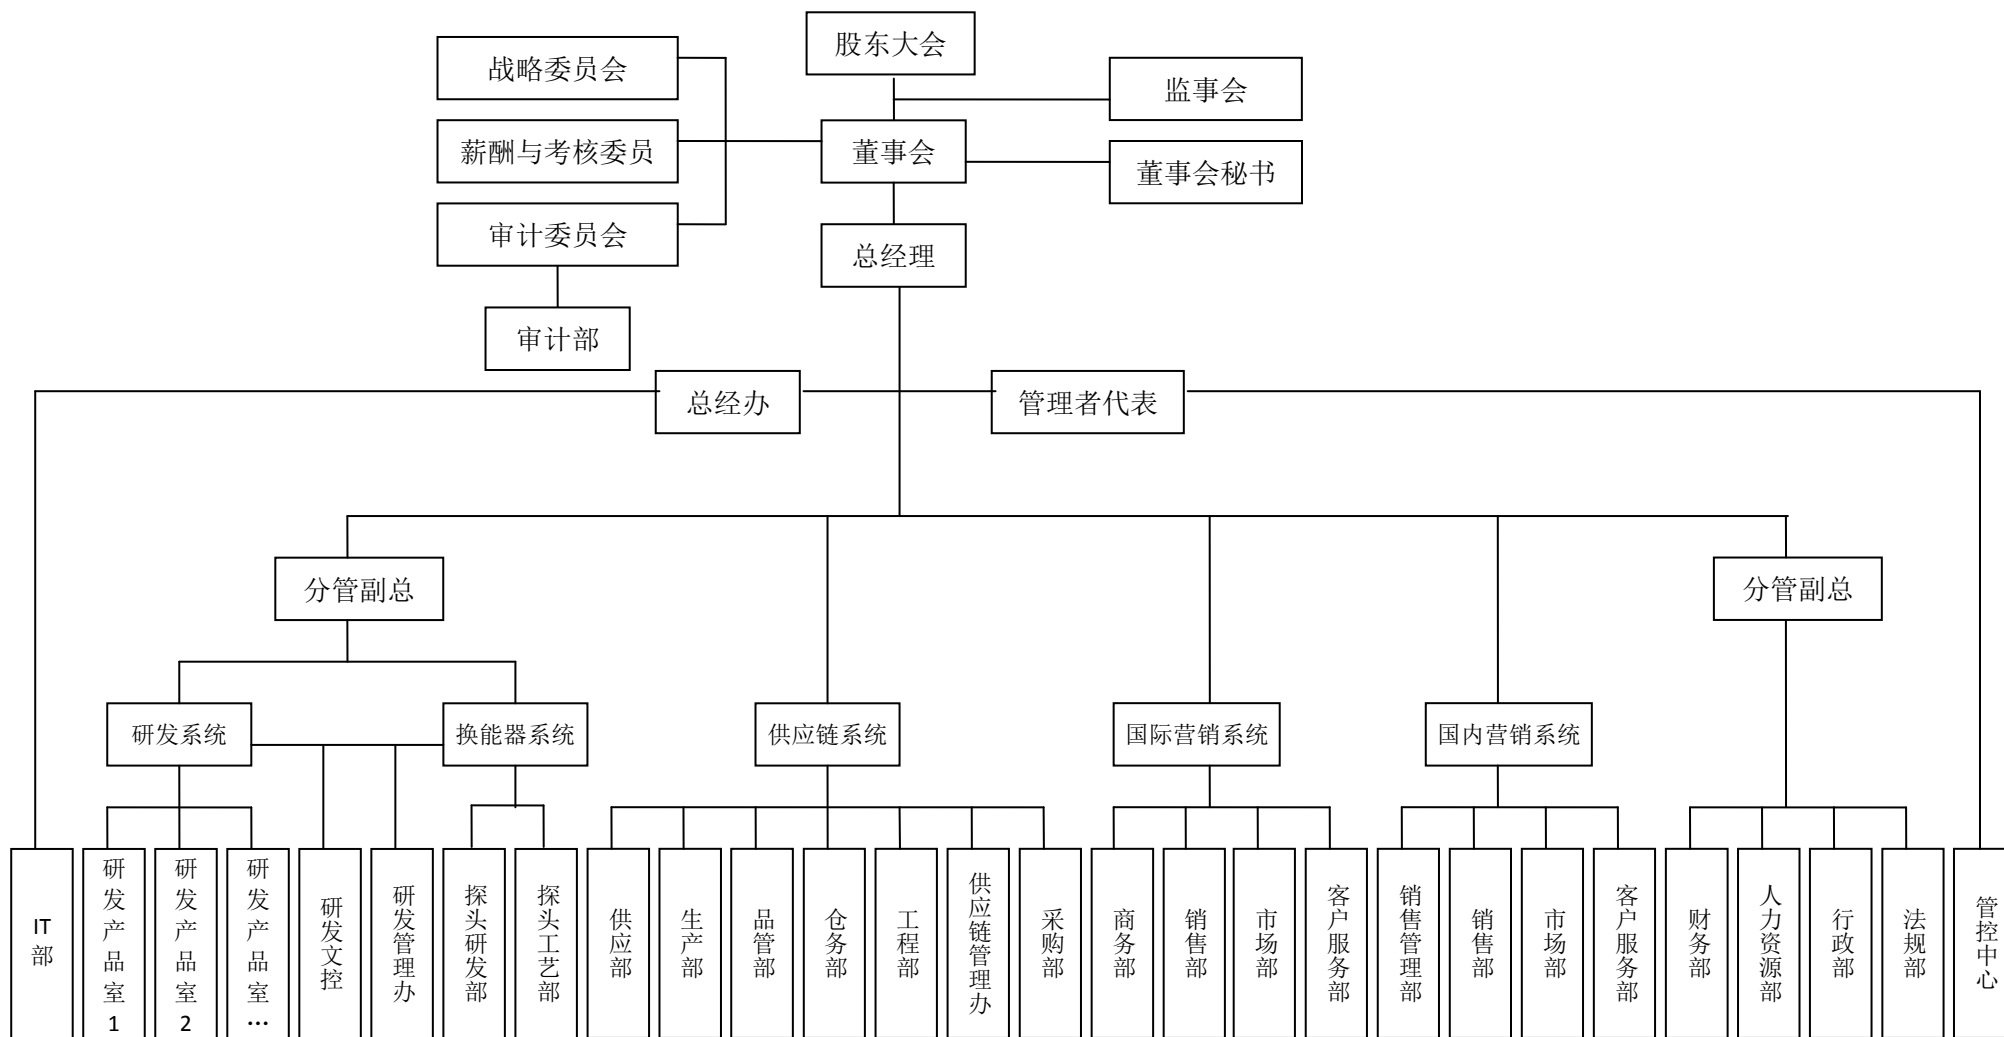 股东大会
战略委员会
监事会
薪酬与考核委员
董事会
董事会秘书
审计委员会
总经理
审计部
总经办
管理者代表
分管副总
分管副总
研发系统
换能器系统
供应链系统
国际营销系统
国内营销系统
IT部
研发产品室1
研发产品室2
研发产品室…
研发文控
研发管理办
探头研发部
探头工艺部
供应部
生产部
品管部
仓务部
工程部
供应链管理办
采购部
商务部
销售部
市场部
客户服务部
销售管理部
销售部
市场部
客户服务部
财务部
人力资源部
行政部
法规部
管控中心